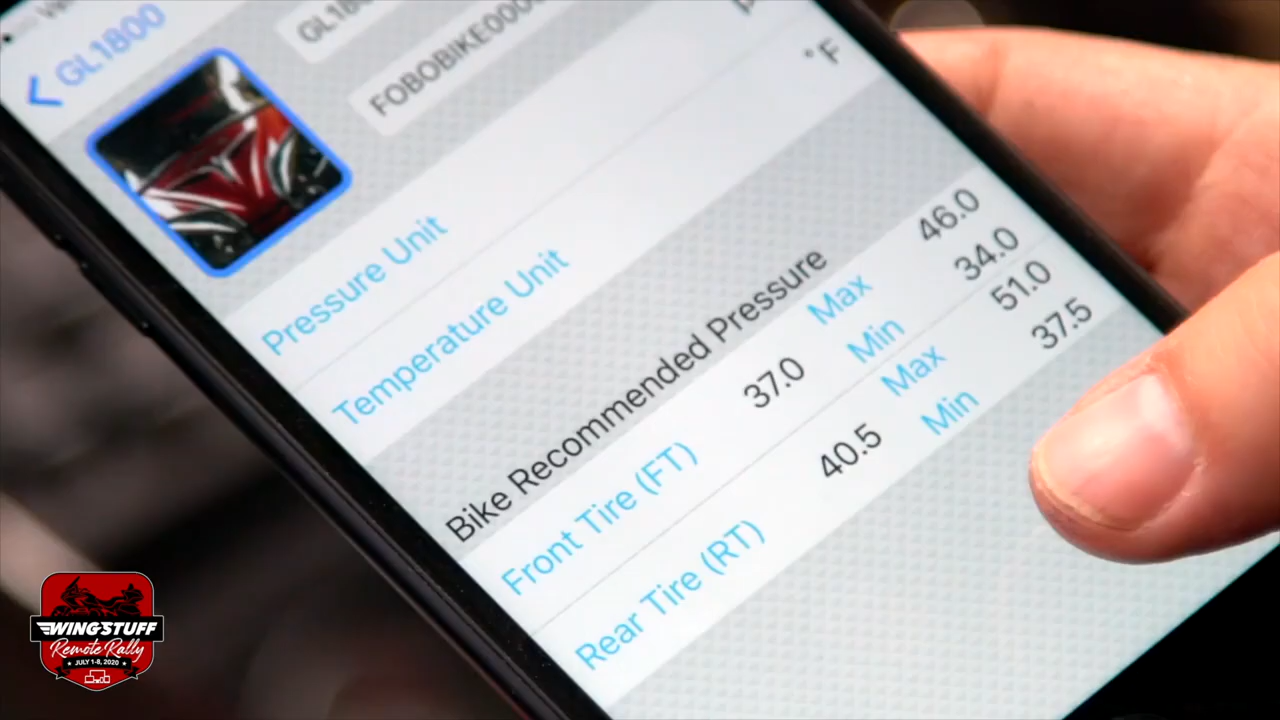 GL1800
FOBOBIKE000
Pressure Unit
Temperature Unit °F
Bike Recommended Pressure
Front Tire (FT) 37.0 Max 46.0
Min 34.0
Rear Tire (RT) 40.5 Max 51.0
Min 37.5
WINGSTUFF
Remote Rally
JULY 1-8, 2020